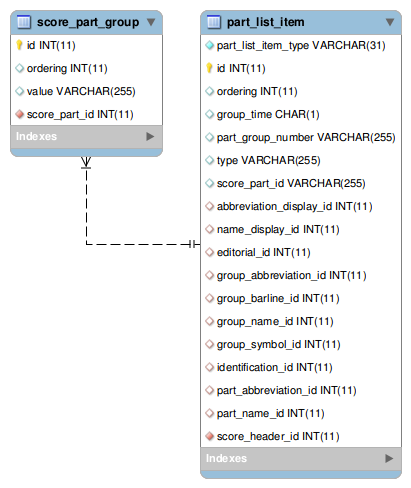 score_part_group
id INT(11)
ordering INT(11)
value VARCHAR(255)
score_part_id INT(11)
Indexes
part_list_item
part_list_item_type VARCHAR(31)
id INT(11)
ordering INT(11)
group_time CHAR(1)
part_group_number VARCHAR(255)
type VARCHAR(255)
score_part_id VARCHAR(255)
abbreviation_display_id INT(11)
name_display_id INT(11)
editorial_id INT(11)
group_abbreviation_id INT(11)
group_barline_id INT(11)
group_name_id INT(11)
group_symbol_id INT(11)
identification_id INT(11)
part_abbreviation_id INT(11)
part_name_id INT(11)
score_header_id INT(11)
Indexes